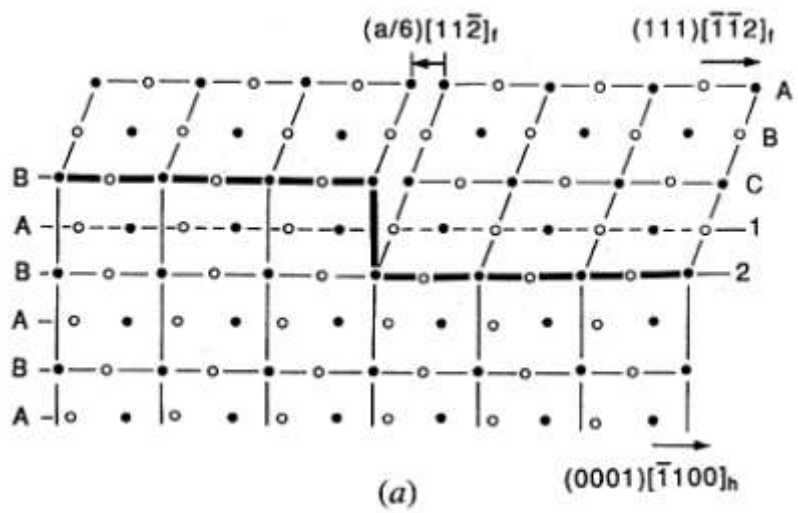 (a/6)[112̄]f (111)[1̄1̄2]f
A
B
B C
A 1
B 2
A
B
A
(0001)[1̄100]h
(a)